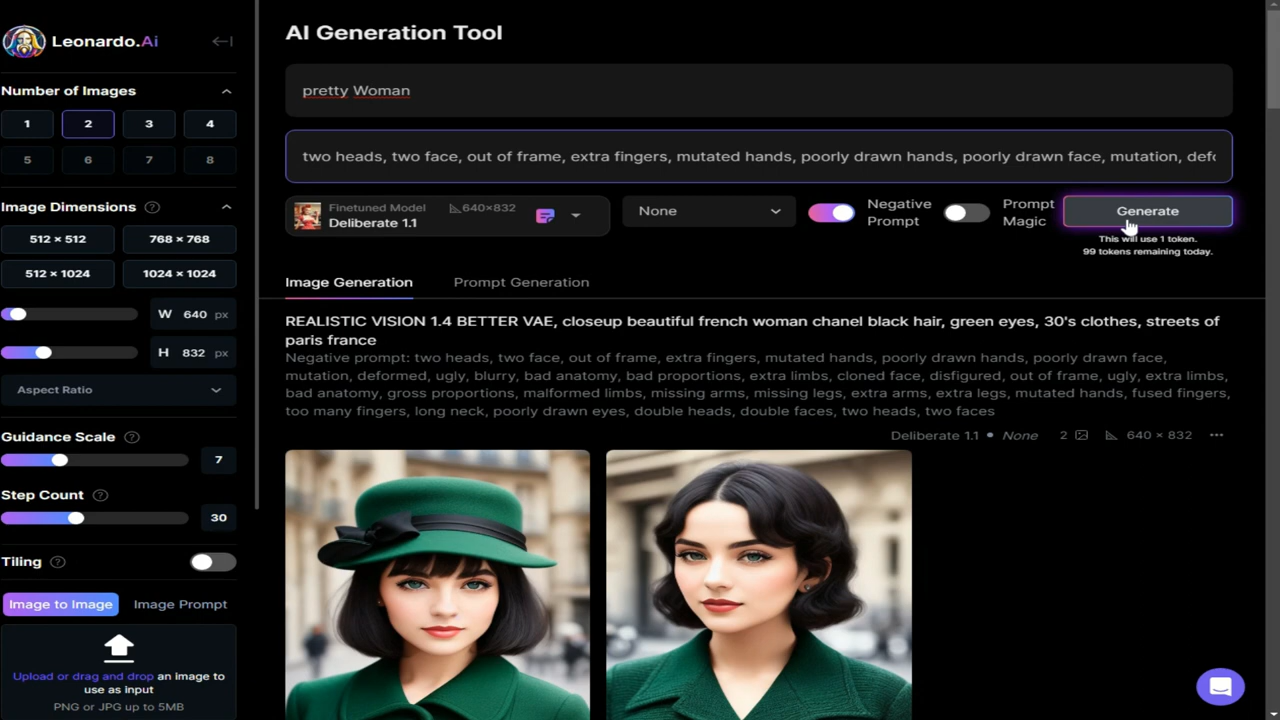 Leonardo.Ai
Number of Images
1 2 3 4
5 6 7 8
Image Dimensions ?
512 × 512 768 × 768
512 × 1024 1024 × 1024
W 640 px
H 832 px
Aspect Ratio
Guidance Scale ?
7
Step Count ?
30
Tiling ?
Image to Image Image Prompt
Upload or drag and drop an image to
use as input
PNG or JPG up to 5MB
AI Generation Tool
pretty Woman
two heads, two face, out of frame, extra fingers, mutated hands, poorly drawn hands, poorly drawn face, mutation, defo
Finetuned Model 640×832
Deliberate 1.1
None
Negative
Prompt
Prompt
Magic
Generate
This will use 1 token.
99 tokens remaining today.
Image Generation Prompt Generation
REALISTIC VISION 1.4 BETTER VAE, closeup beautiful french woman chanel black hair, green eyes, 30's clothes, streets of
paris france
Negative prompt: two heads, two face, out of frame, extra fingers, mutated hands, poorly drawn hands, poorly drawn face,
mutation, deformed, ugly, blurry, bad anatomy, bad proportions, extra limbs, cloned face, disfigured, out of frame, ugly, extra limbs,
bad anatomy, gross proportions, malformed limbs, missing arms, missing legs, extra arms, extra legs, mutated hands, fused fingers,
too many fingers, long neck, poorly drawn eyes, double heads, double faces, two heads, two faces
Deliberate 1.1 • None 2 640 × 832 •••